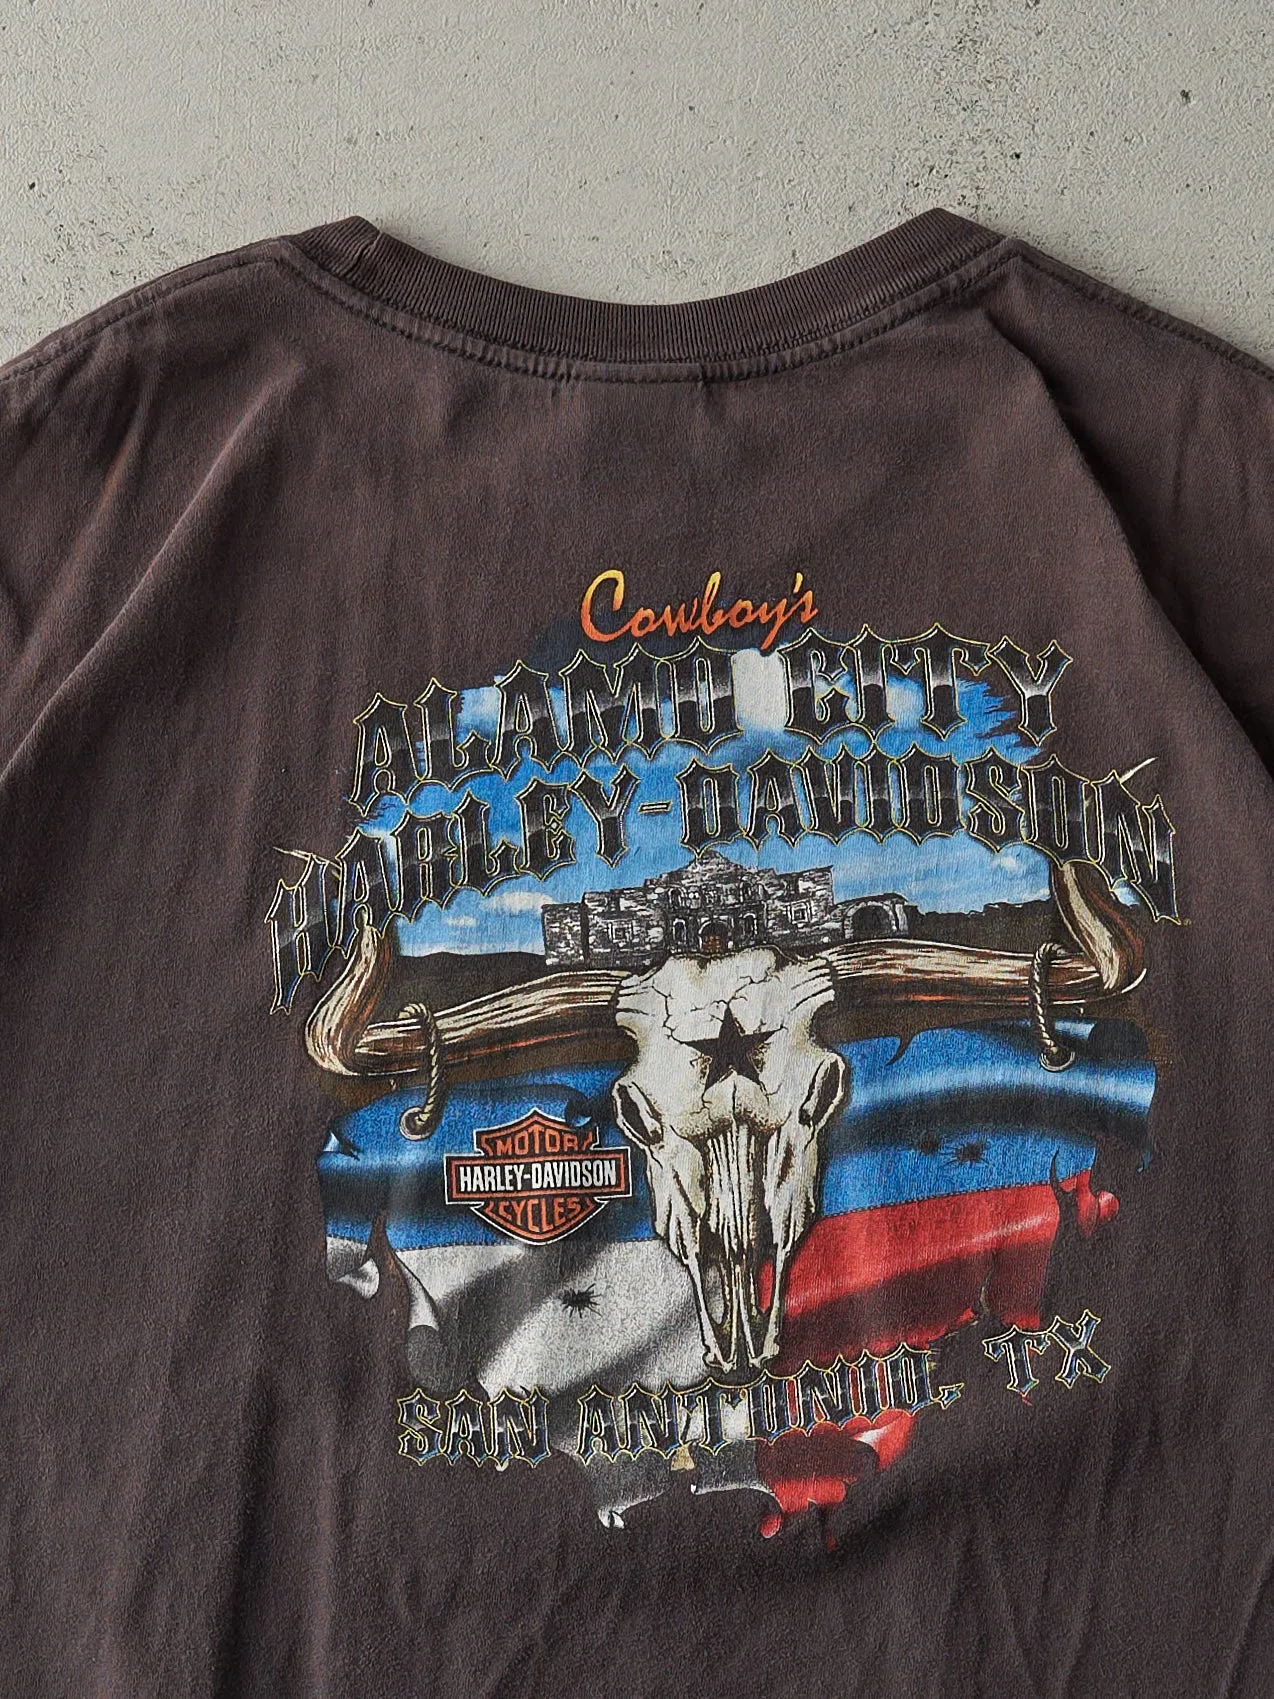 Cowboy's
ALAMO CITY
HARLEY-DAVIDSON
MOTOR
HARLEY-DAVIDSON
CYCLES
SAN ANTONIO, TX